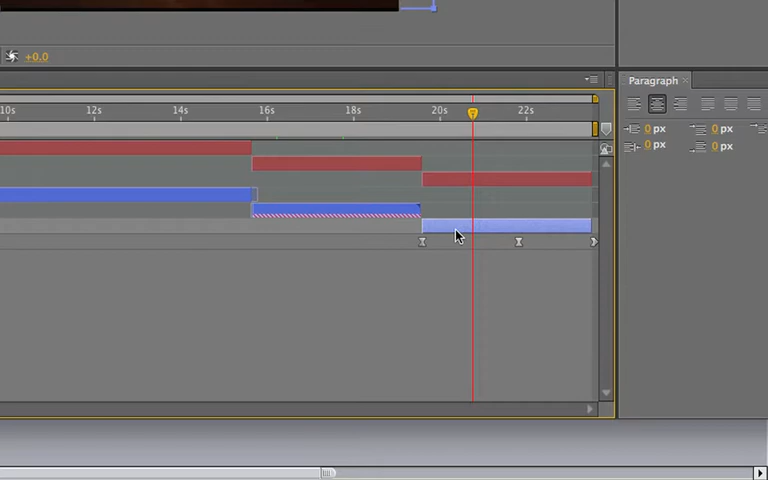 +0.0
Paragraph
10s 12s 14s 16s 18s 20s 22s
0 px 0 px
0 px 0 px